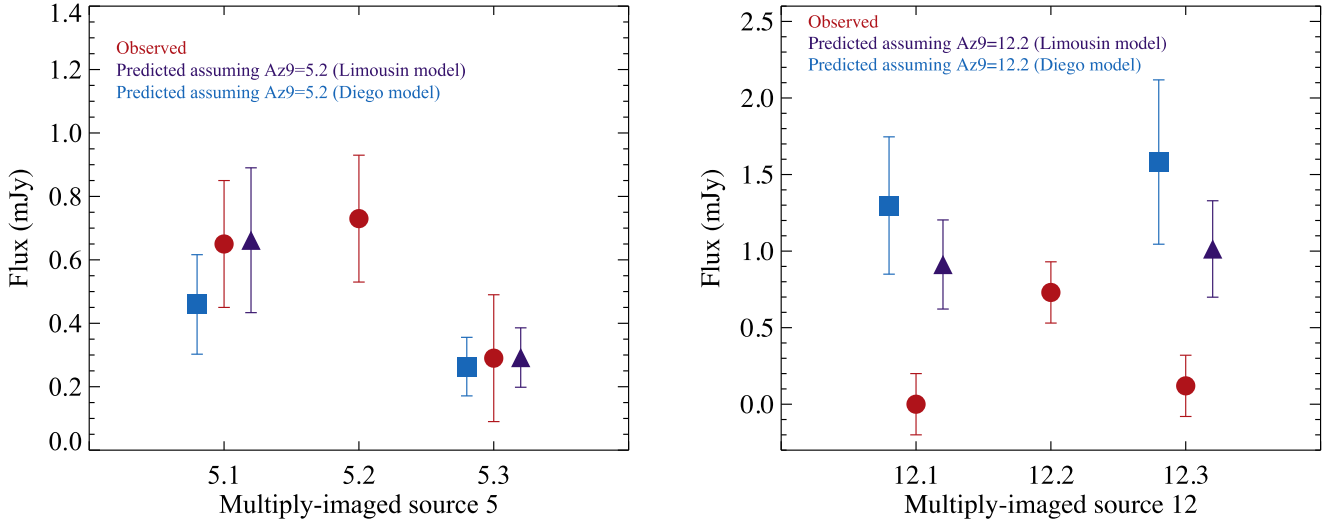 1.4
1.2
1.0
0.8
0.6
0.4
0.2
0.0
Flux (mJy)
Observed
Predicted assuming Az9=5.2 (Limousin model)
Predicted assuming Az9=5.2 (Diego model)
5.1 5.2 5.3
Multiply-imaged source 5
2.5
2.0
1.5
1.0
0.5
0.0
Flux (mJy)
Observed
Predicted assuming Az9=12.2 (Limousin model)
Predicted assuming Az9=12.2 (Diego model)
12.1 12.2 12.3
Multiply-imaged source 12